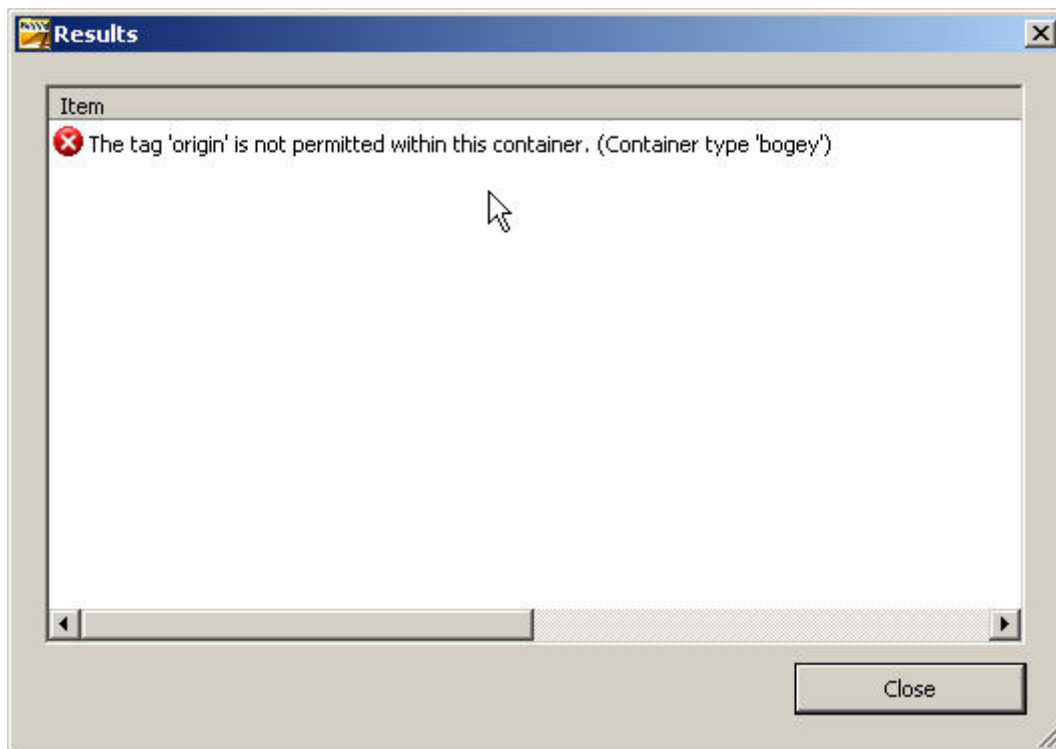 Results
Item
The tag 'origin' is not permitted within this container. (Container type 'bogey')
Close